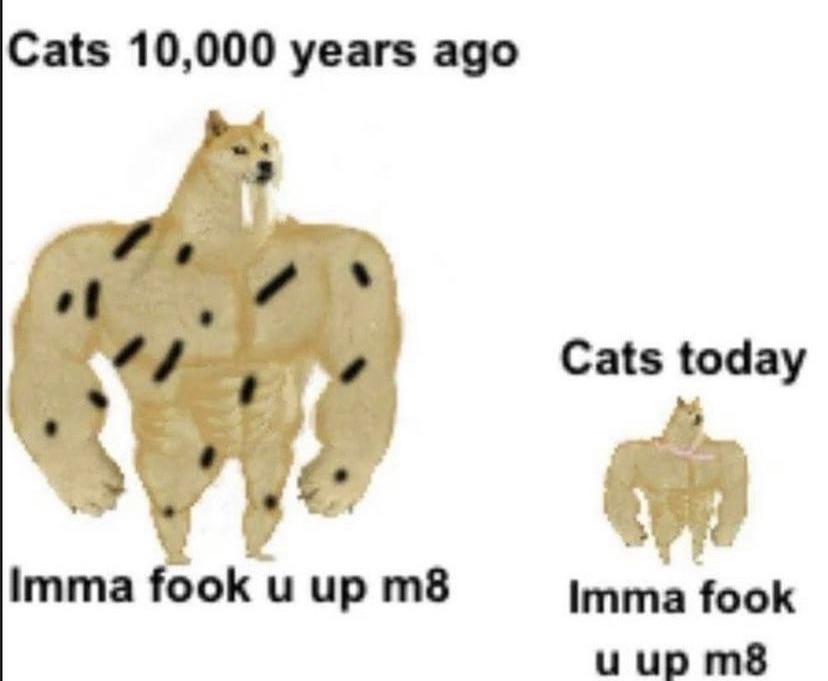 Cats 10,000 years ago
Imma fook u up m8
Cats today
Imma fook
u up m8